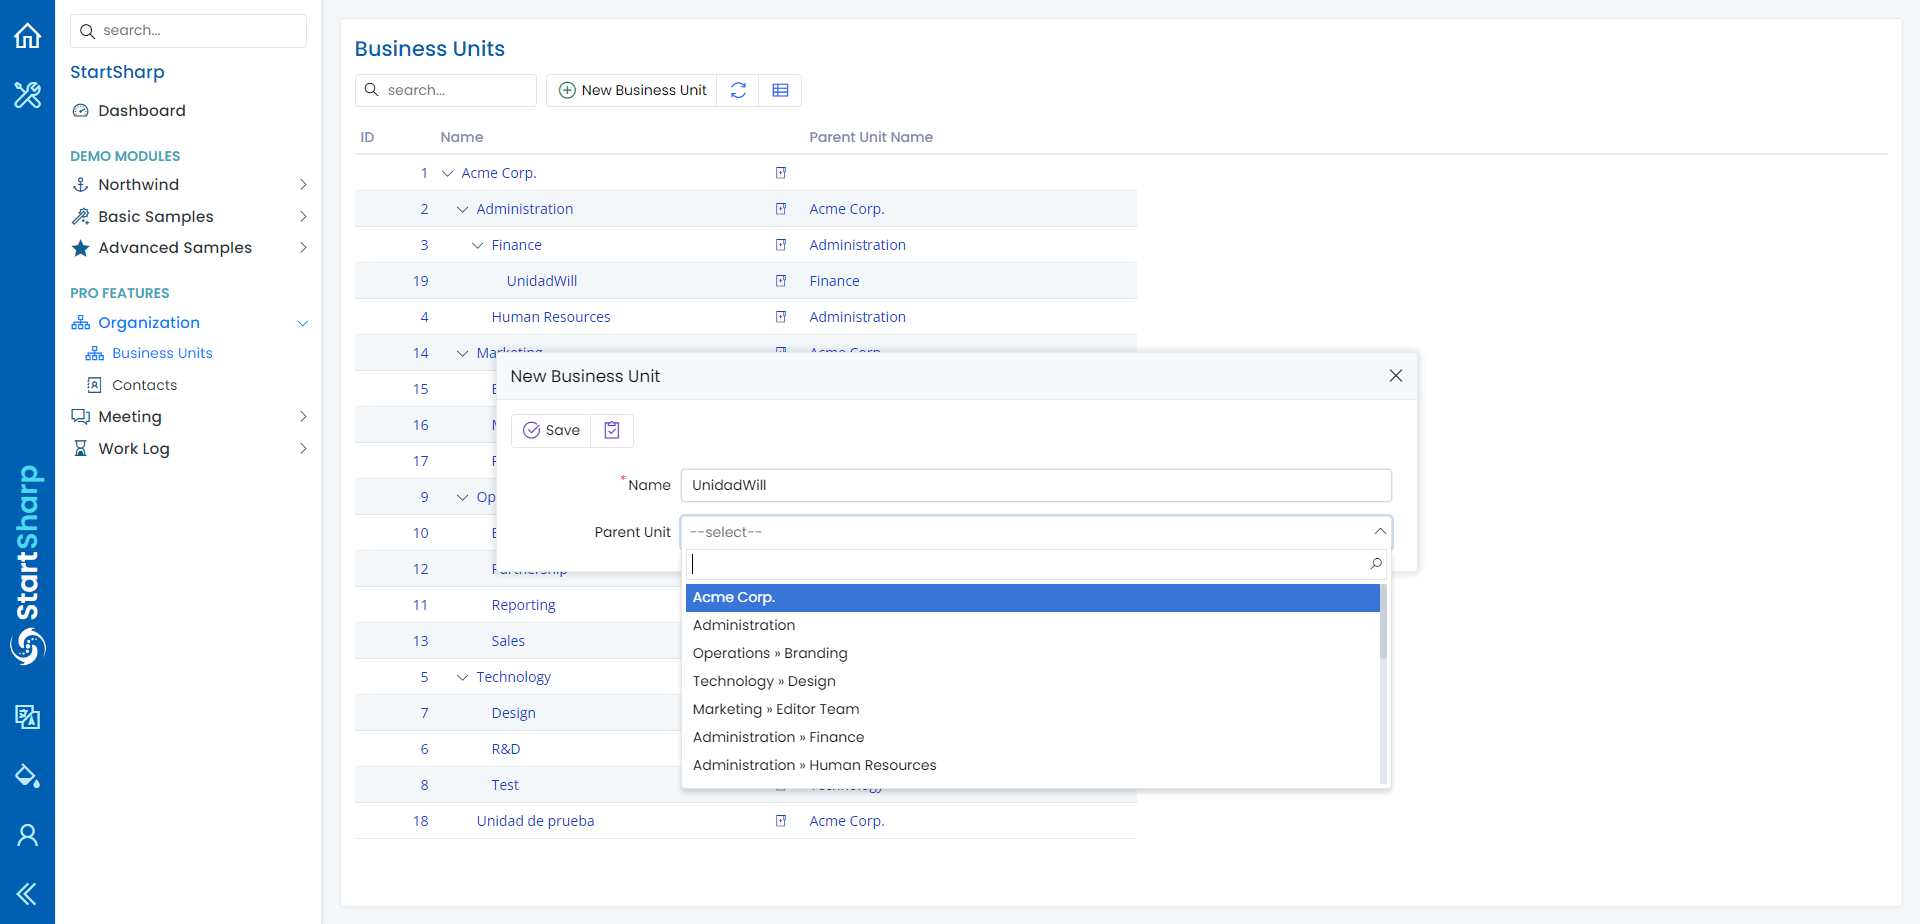 search...
StartSharp
Dashboard
DEMO MODULES
Northwind
Basic Samples
Advanced Samples
PRO FEATURES
Organization
Business Units
Contacts
Meeting
Work Log
StartSharp
Business Units
search...
New Business Unit
ID Name Parent Unit Name
1 Acme Corp.
2 Administration Acme Corp.
3 Finance Administration
19 UnidadWill Finance
4 Human Resources Administration
14 Marketing Acme Corp.
15
16
17
9 Op
10
12 Partnership
11 Reporting
13 Sales
5 Technology
7 Design
6 R&D
8 Test Technology
18 Unidad de prueba Acme Corp.
New Business Unit
Save
*Name UnidadWill
Parent Unit --select--
Acme Corp.
Administration
Operations » Branding
Technology » Design
Marketing » Editor Team
Administration » Finance
Administration » Human Resources